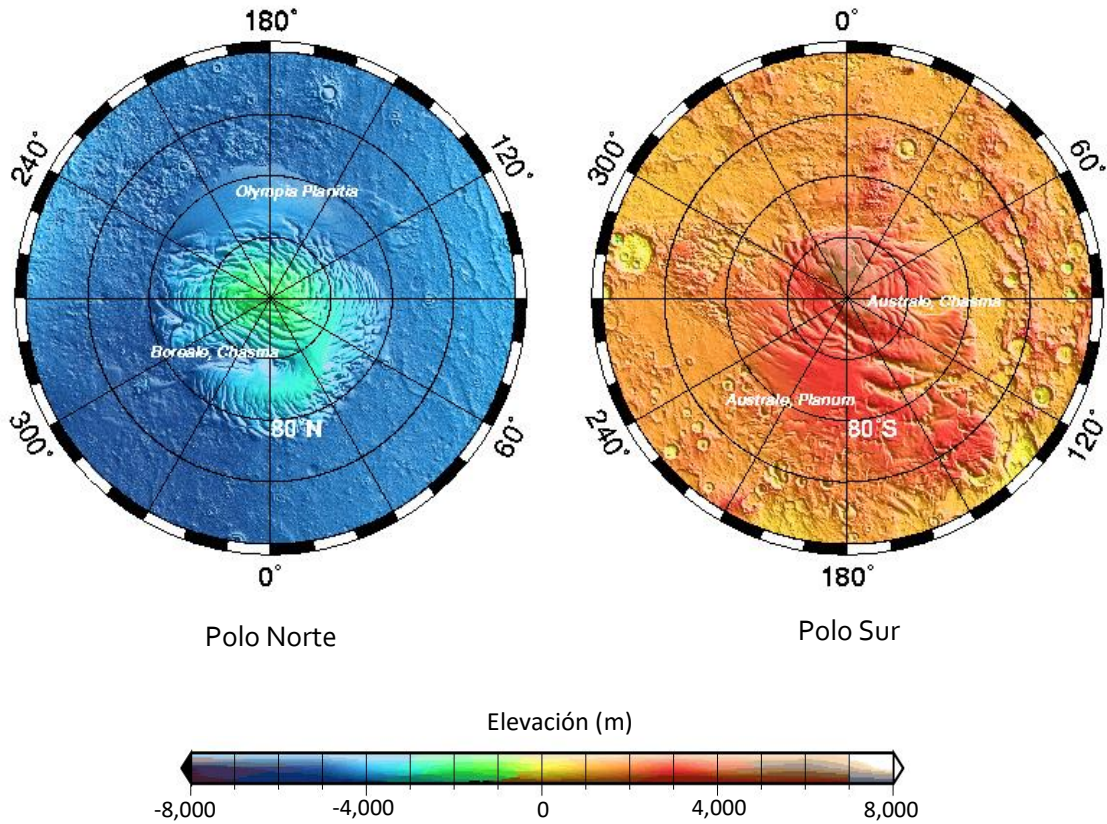 180°
240°
120°
Olympia Planitia
Boreale, Chasma
80°N
300°
60°
0°
Polo Norte
0°
300°
60°
Australe, Chasma
Australe, Planum
80°S
240°
120°
180°
Polo Sur
Elevación (m)
-8,000 -4,000 0 4,000 8,000